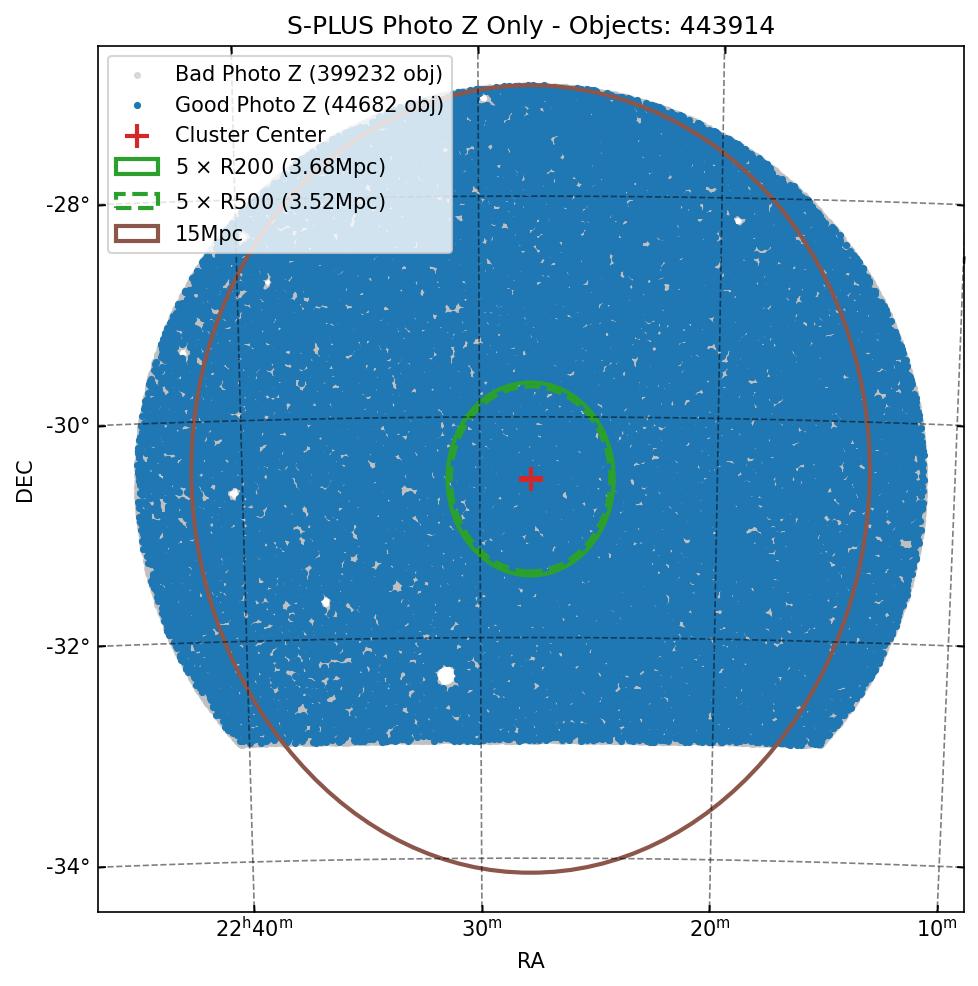 S-PLUS Photo Z Only - Objects: 443914
Bad Photo Z (399232 obj)
Good Photo Z (44682 obj)
Cluster Center
5 × R200 (3.68Mpc)
5 × R500 (3.52Mpc)
15Mpc
-28°
-30°
-32°
-34°
DEC
22ʰ40ᵐ
30ᵐ
20ᵐ
10ᵐ
RA